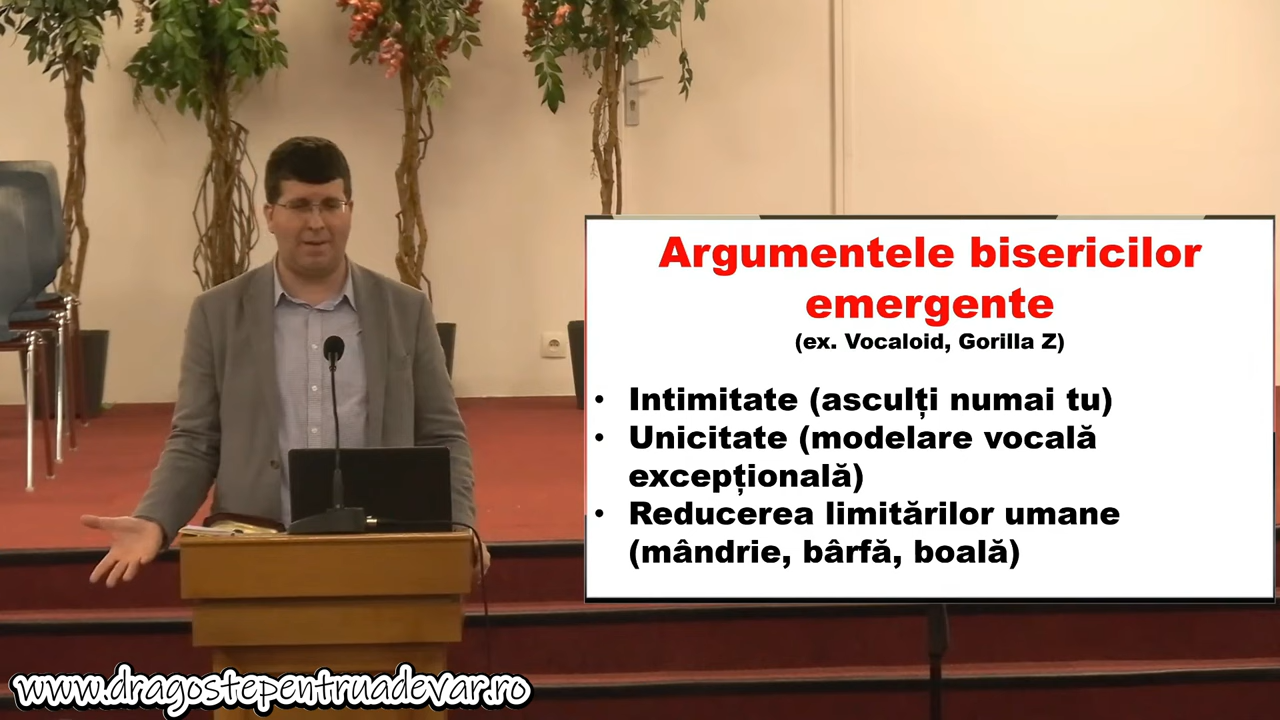 Argumentele bisericilor
emergente
(ex. Vocaloid, Gorilla Z)
• Intimitate (asculți numai tu)
• Unicitate (modelare vocală
excepțională)
• Reducerea limitărilor umane
(mândrie, bârfă, boală)
www.dragostepentruadevar.ro